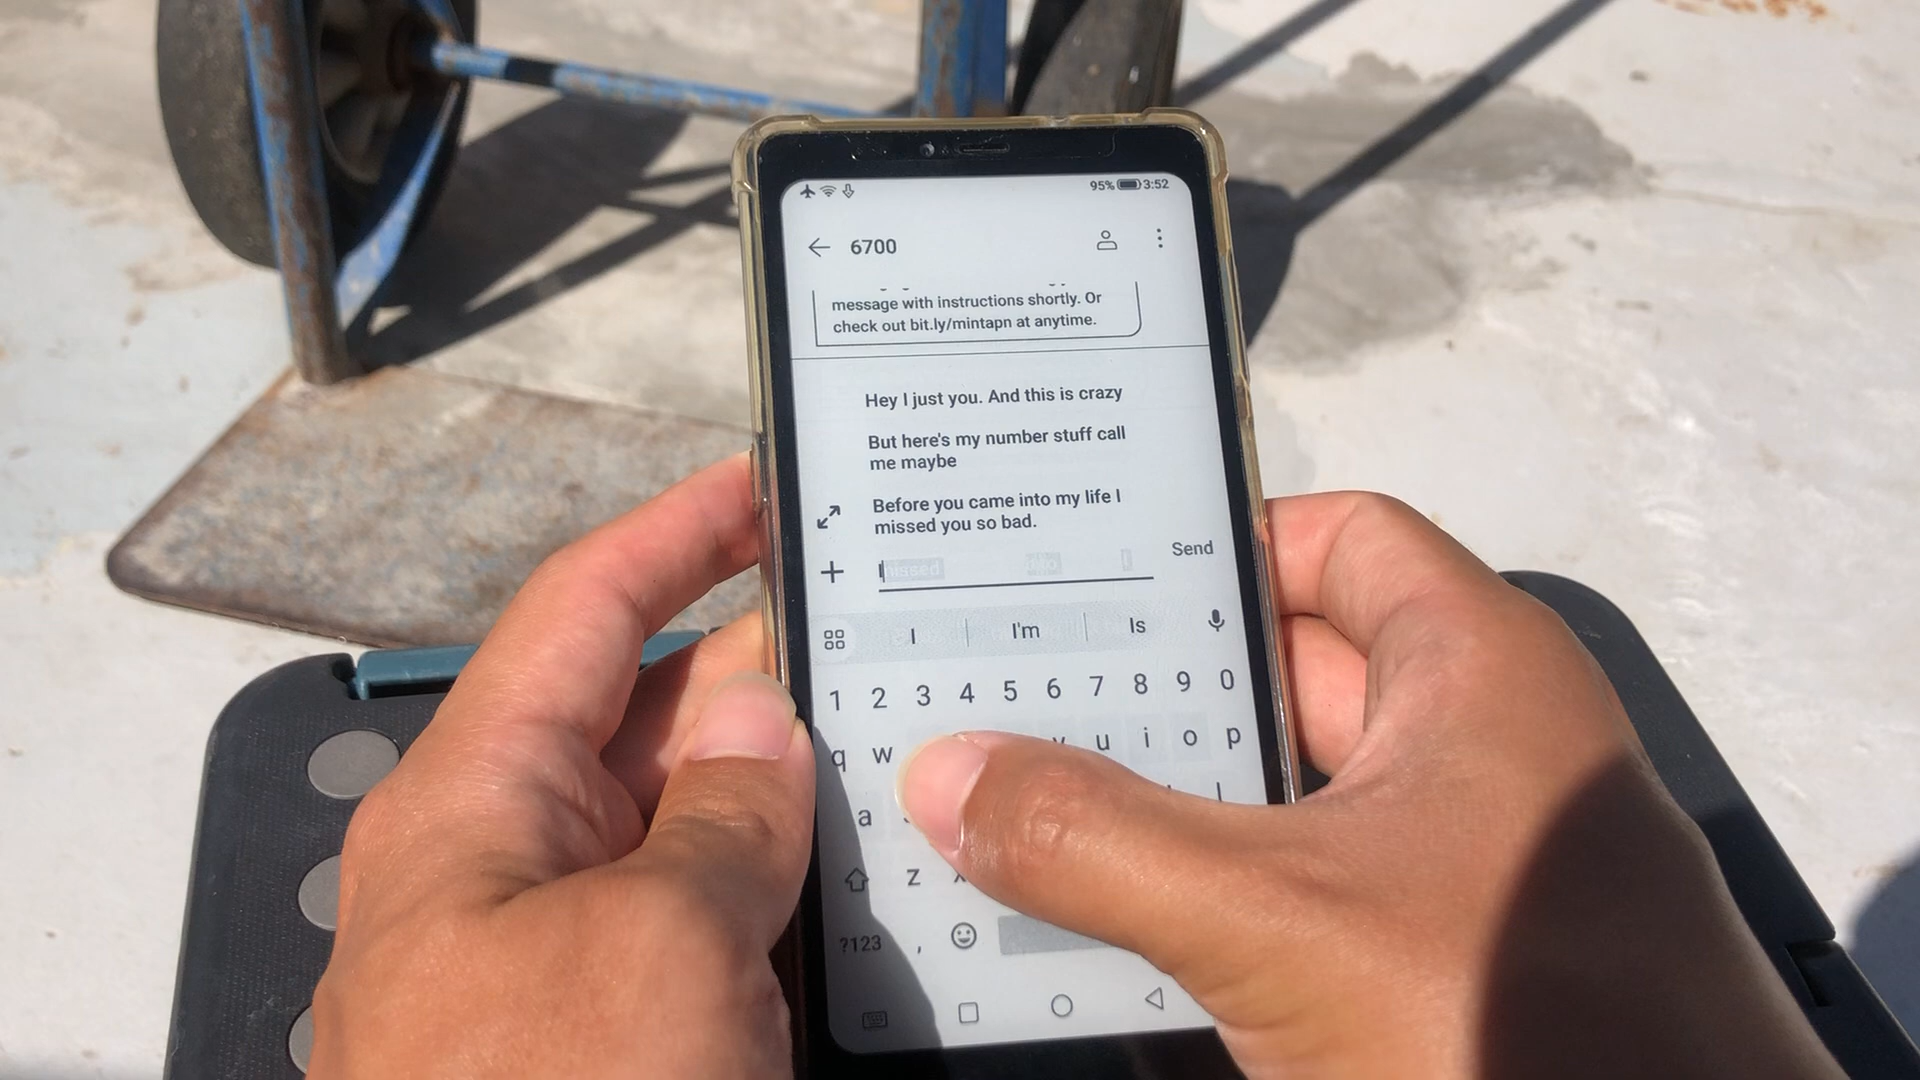 95% 3:52
6700
message with instructions shortly. Or
check out bit.ly/mintapn at anytime.
Hey I just you. And this is crazy
But here's my number stuff call
me maybe
Before you came into my life I
missed you so bad.
Send
I I'm Is
1 2 3 4 5 6 7 8 9 0
q w u i o p
a
z
?123 ,